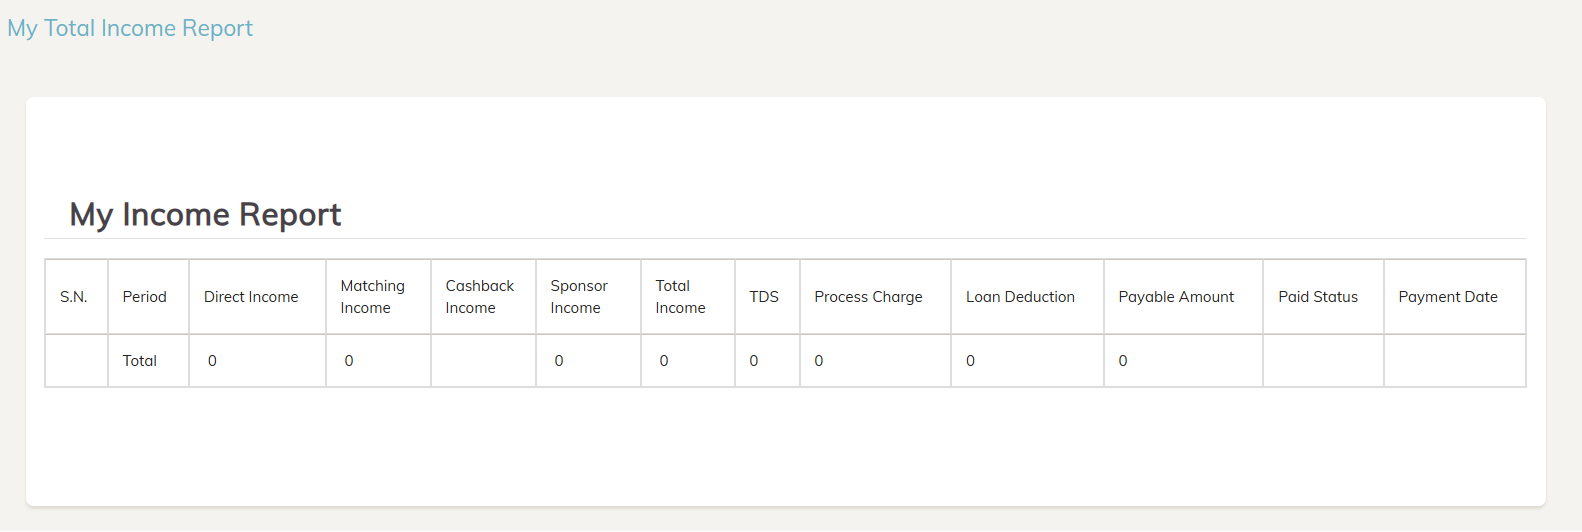 My Total Income Report
My Income Report
S.N. Period Direct Income Matching Income Cashback Income Sponsor Income Total Income TDS Process Charge Loan Deduction Payable Amount Paid Status Payment Date
Total 0 0 0 0 0 0 0 0